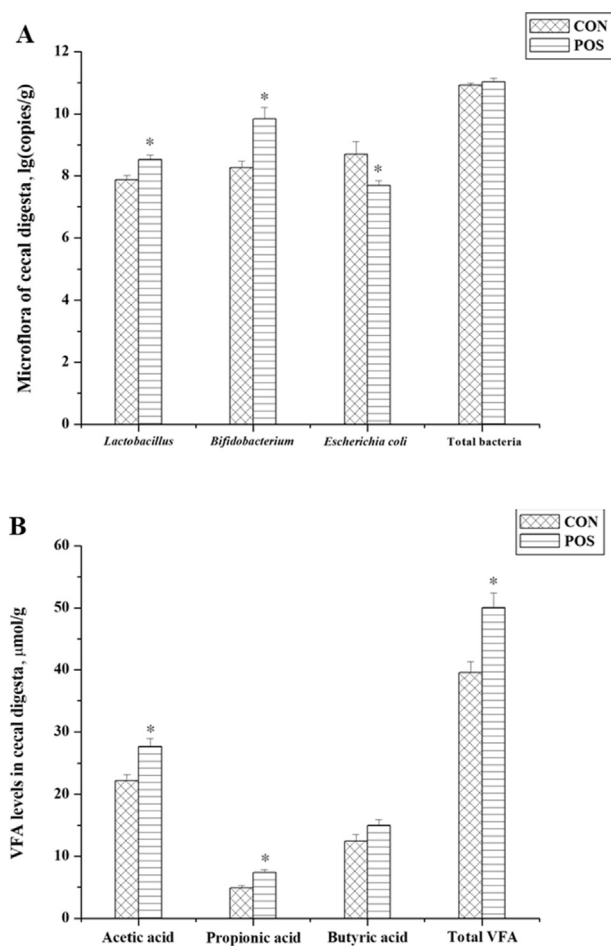 A
CON
POS
12
10
8
6
4
2
0
Microflora of cecal digesta, lg(copies/g)
*
*
*
Lactobacillus Bifidobacterium Escherichia coli Total bacteria
B
CON
POS
60
50
40
30
20
10
0
VFA levels in cecal digesta, μmol/g
*
*
*
Acetic acid Propionic acid Butyric acid Total VFA